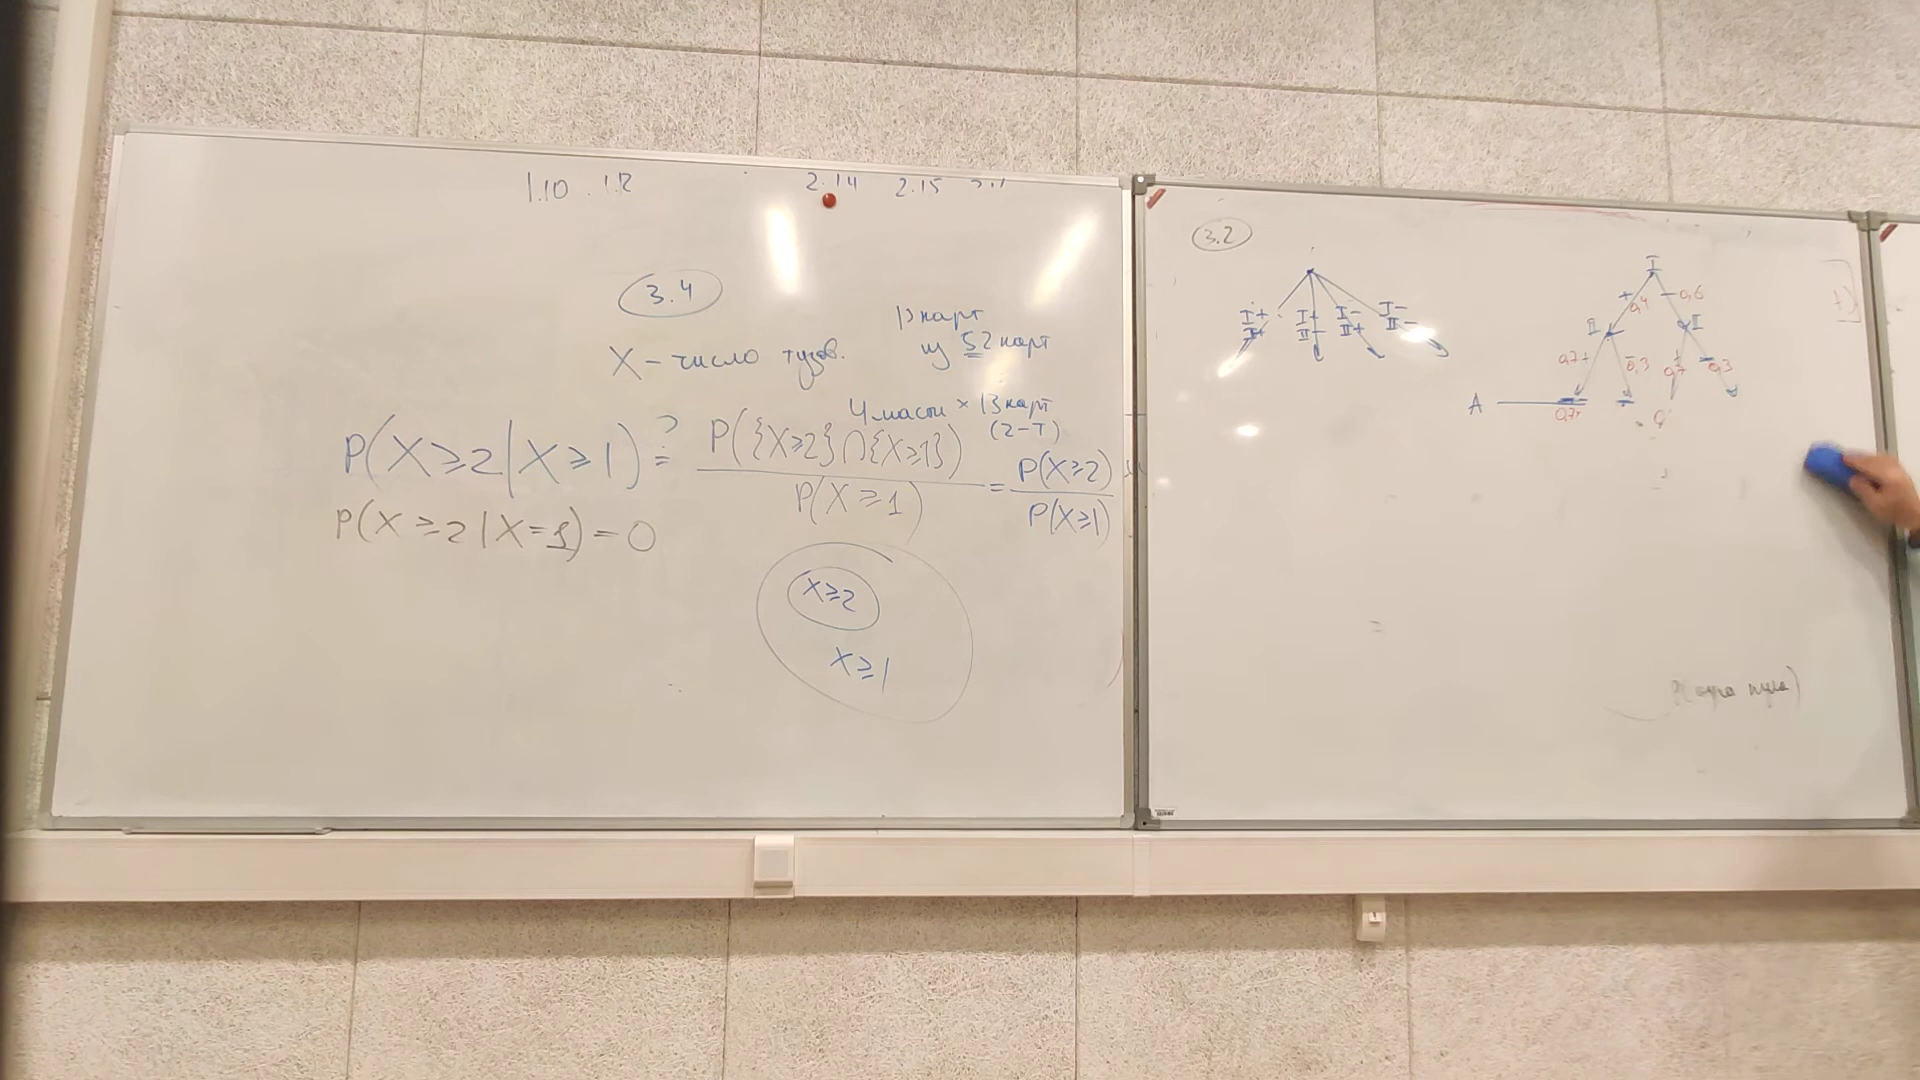 1.10 1.12 2.14 2.15
3.4
13 карт
из 52 карт
X – число тузов.
4 масти × 13 карт
(2–Т)
P(X≥2|X≥1) =? P({X≥2}∩{X≥1}) / P(X≥1) = P(X≥2) / P(X≥1)
P(X≥2|X=1)=0
X≥2
X≥1
3.2
I+ I+ I- I-
II+ II- II+ II-
I
+ 0,4 – 0,6
II II
0,7+ – 0,3 + 0,7 – 0,3
A
P(одна пуля)
=